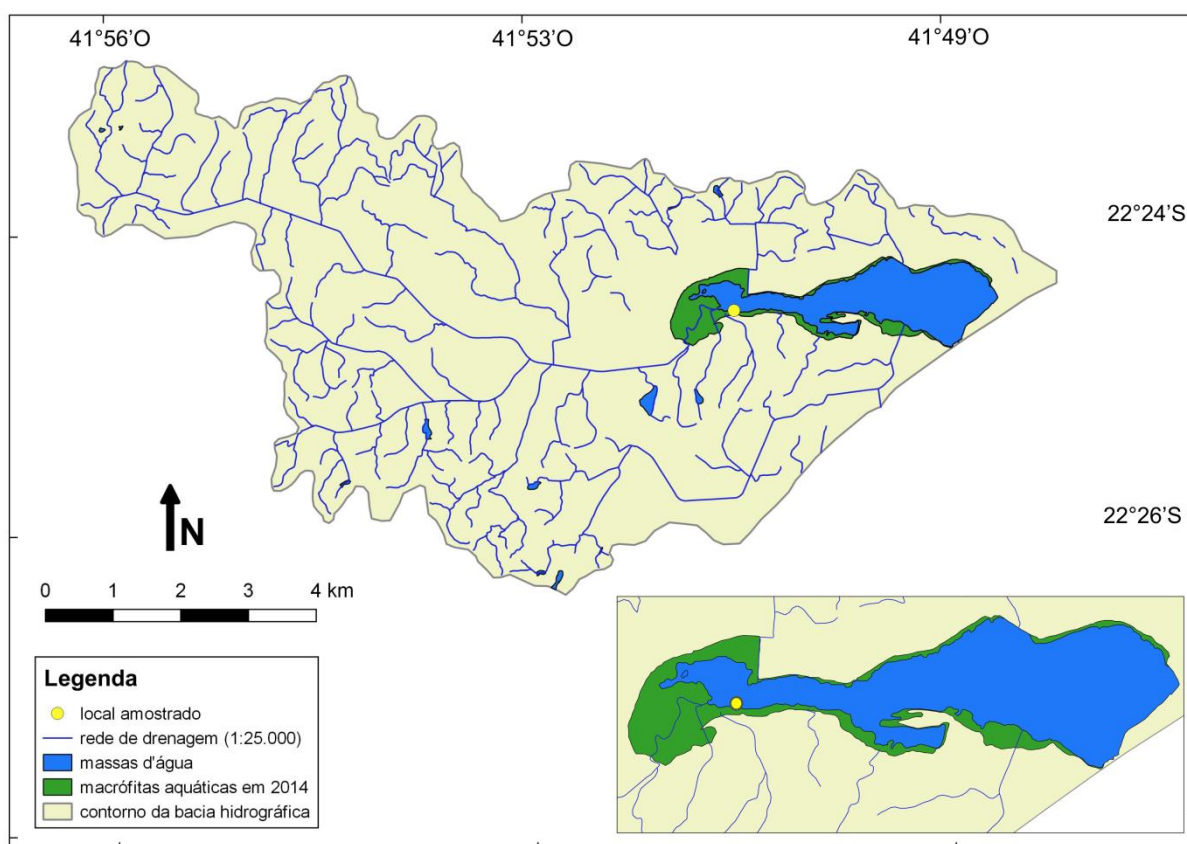 41°56'O
41°53'O
41°49'O
22°24'S
22°26'S
N
0 1 2 3 4 km
Legenda
local amostrado
rede de drenagem (1:25.000)
massas d'água
macrófitas aquáticas em 2014
contorno da bacia hidrográfica